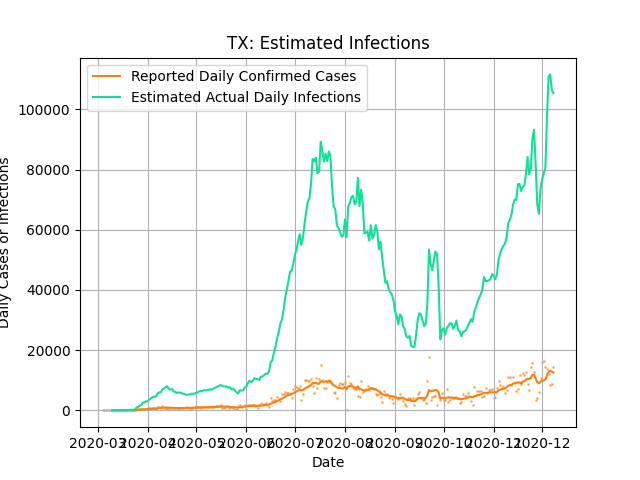 TX: Estimated Infections
Reported Daily Confirmed Cases
Estimated Actual Daily Infections
Daily Cases or Infections
100000
80000
60000
40000
20000
0
2020-03 2020-04 2020-05 2020-06 2020-07 2020-08 2020-09 2020-10 2020-11 2020-12
Date